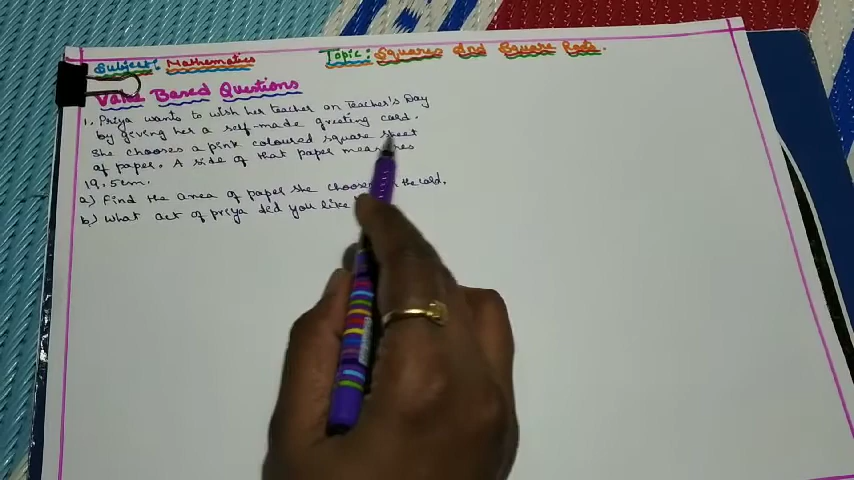 Subject: Mathematics
Topic: Squares and Square Roots.
Value Based Questions
1. Priya wants to wish her teacher on Teacher's Day
by giving her a self-made greeting card.
She chooses a pink coloured square sheet
of paper. A side of that paper measures
19.5cm.
a) Find the area of paper she chooses the card.
b) What act of priya did you like